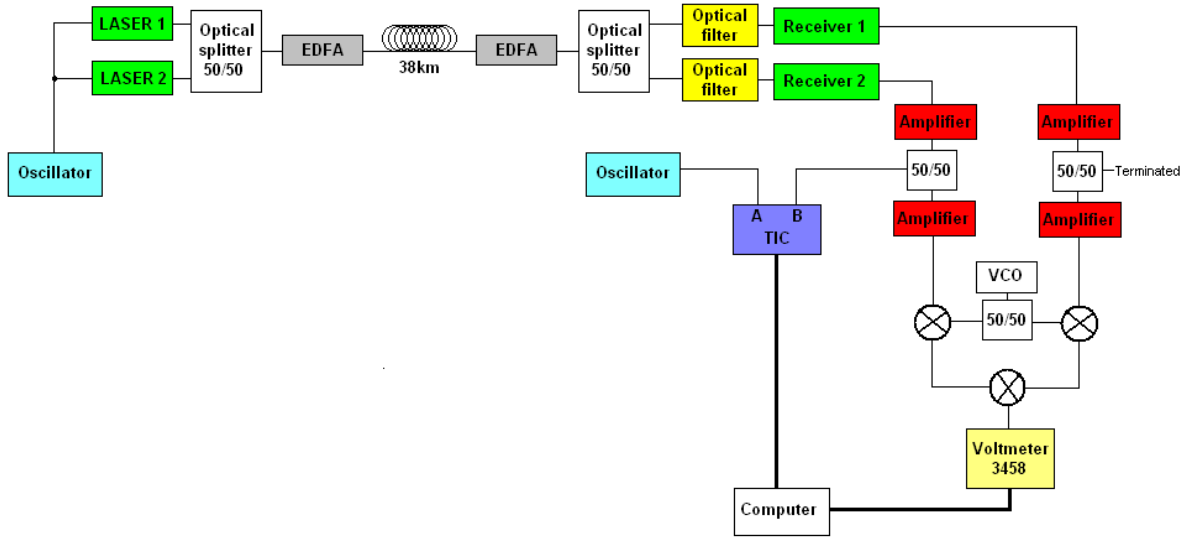 LASER 1
Optical
splitter
50/50
EDFA
38km
EDFA
Optical
splitter
50/50
Optical
filter
Receiver 1
LASER 2
Optical
filter
Receiver 2
Amplifier
Amplifier
Oscillator
Oscillator
50/50
50/50
Terminated
A B
TIC
Amplifier
Amplifier
VCO
50/50
Voltmeter
3458
Computer